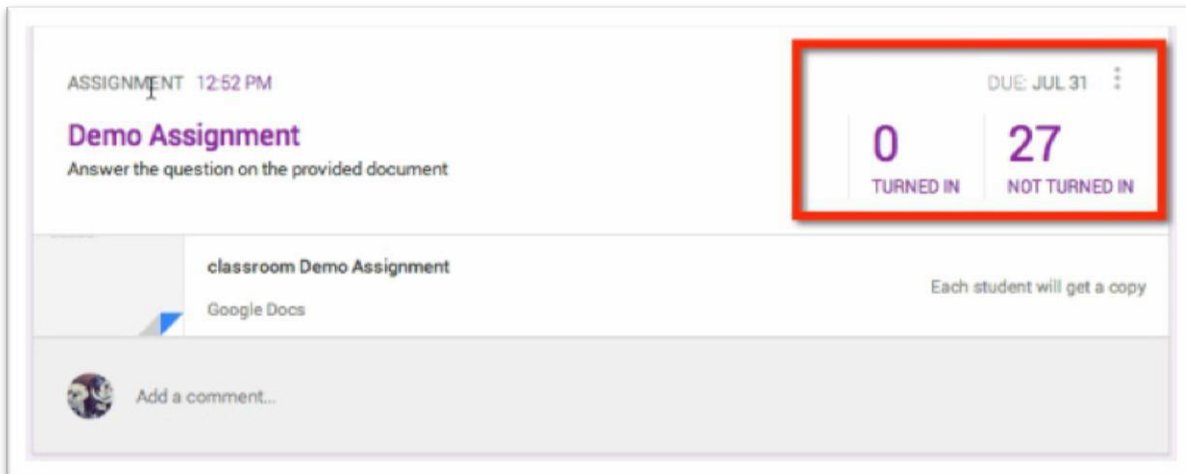 ASSIGNMENT 12:52 PM
DUE: JUL 31
Demo Assignment
Answer the question on the provided document
0
TURNED IN
27
NOT TURNED IN
classroom Demo Assignment
Google Docs
Each student will get a copy
Add a comment...